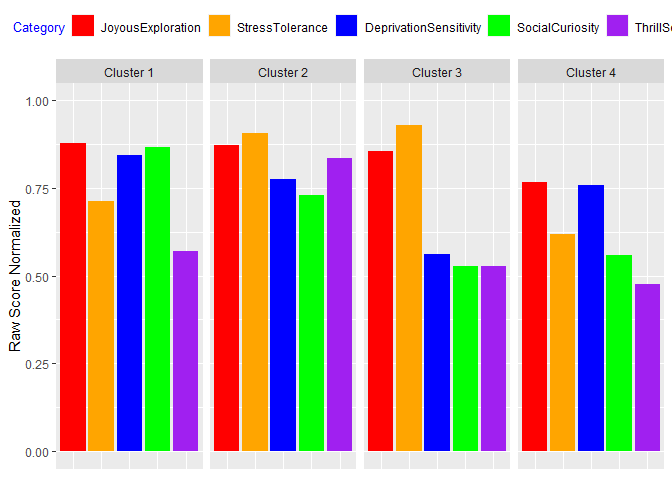 Category JoyousExploration StressTolerance DeprivationSensitivity SocialCuriosity
Cluster 1 Cluster 2 Cluster 3 Cluster 4
1.00
0.75
0.50
0.25
0.00
Raw Score Normalized